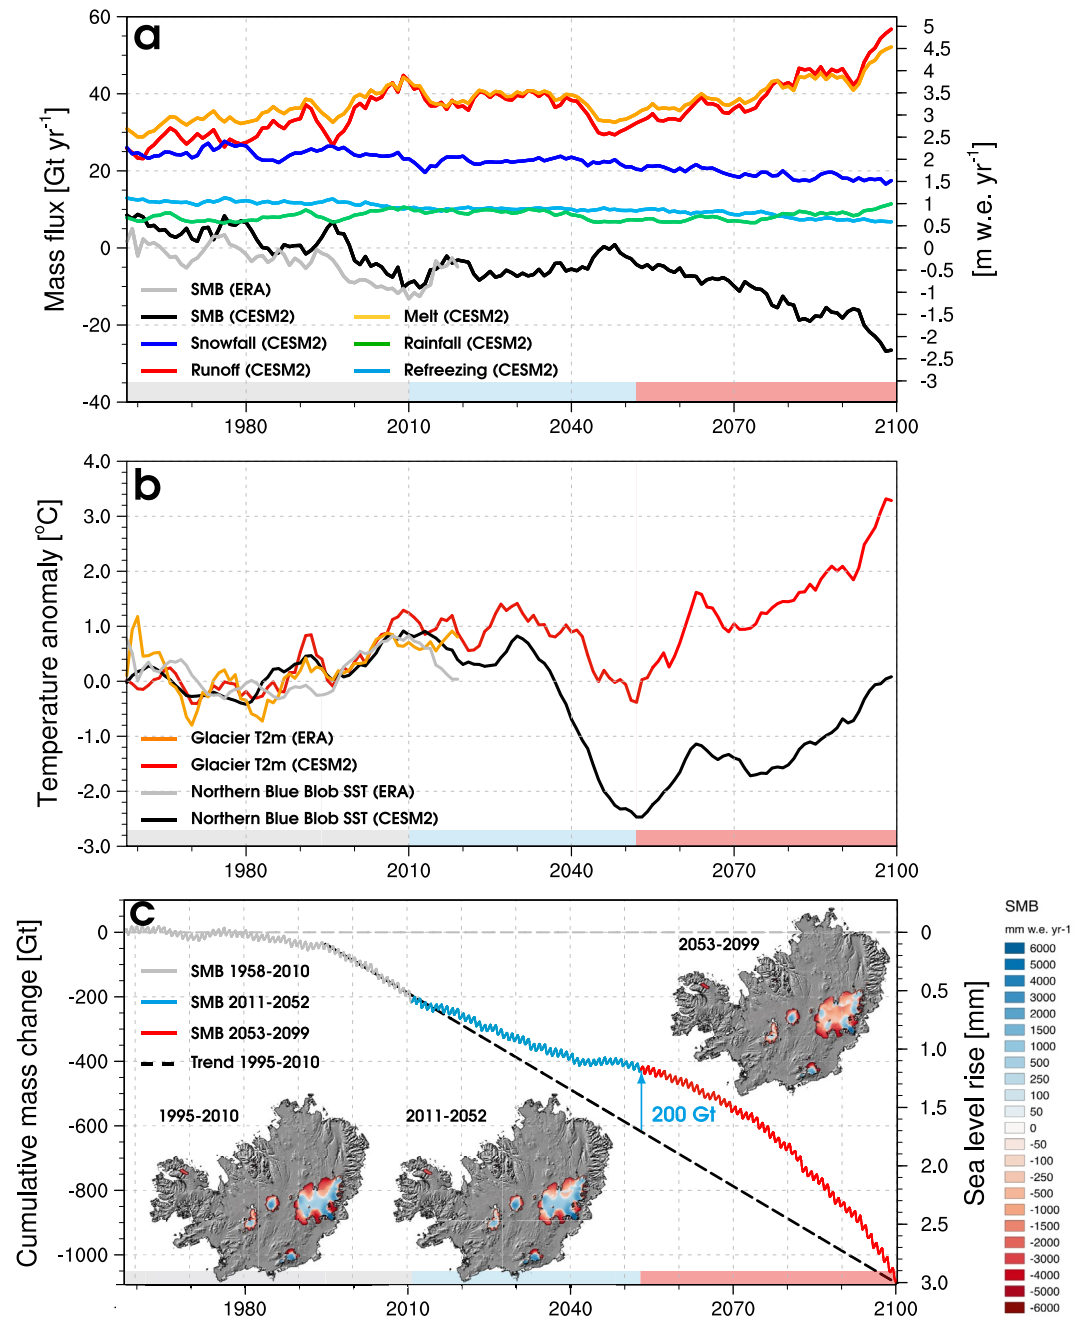 a
Mass flux [Gt yr-1]
60
40
20
0
-20
-40
5
4.5
4
3.5
3
2.5
2
1.5
1
0.5
0
-0.5
-1
-1.5
-2
-2.5
-3
[m w.e. yr-1]
SMB (ERA)
SMB (CESM2)
Snowfall (CESM2)
Runoff (CESM2)
Melt (CESM2)
Rainfall (CESM2)
Refreezing (CESM2)
1980 2010 2040 2070 2100
b
Temperature anomaly [°C]
4.0
3.0
2.0
1.0
0.0
-1.0
-2.0
-3.0
Glacier T2m (ERA)
Glacier T2m (CESM2)
Northern Blue Blob SST (ERA)
Northern Blue Blob SST (CESM2)
1980 2010 2040 2070 2100
c
Cumulative mass change [Gt]
0
-200
-400
-600
-800
-1000
SMB 1958-2010
SMB 2011-2052
SMB 2053-2099
Trend 1995-2010
1995-2010
2011-2052
2053-2099
200 Gt
0
0.5
1.0
1.5
2.0
2.5
3.0
Sea level rise [mm]
1980 2010 2040 2070 2100
SMB
mm w.e. yr-1
6000
5000
4000
3000
2000
1500
1000
500
250
100
50
0
-50
-100
-250
-500
-1000
-1500
-2000
-3000
-4000
-5000
-6000